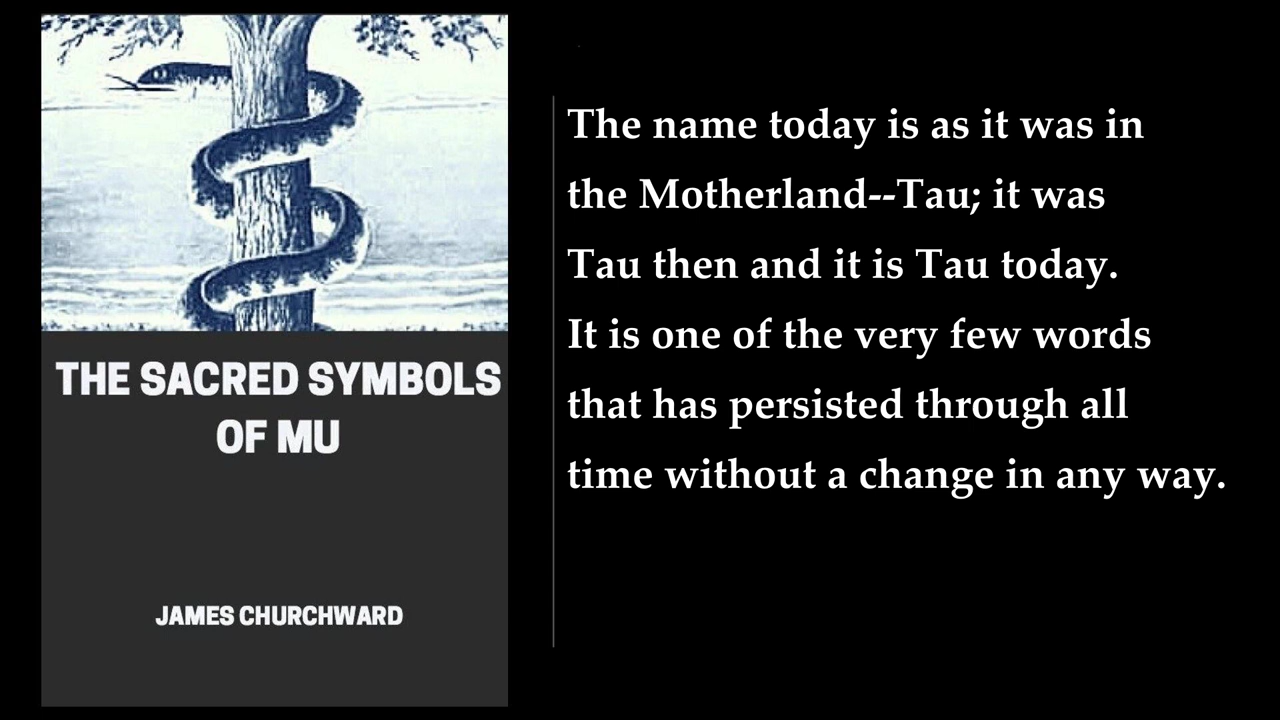 THE SACRED SYMBOLS
OF MU
JAMES CHURCHWARD
The name today is as it was in
the Motherland--Tau; it was
Tau then and it is Tau today.
It is one of the very few words
that has persisted through all
time without a change in any way.